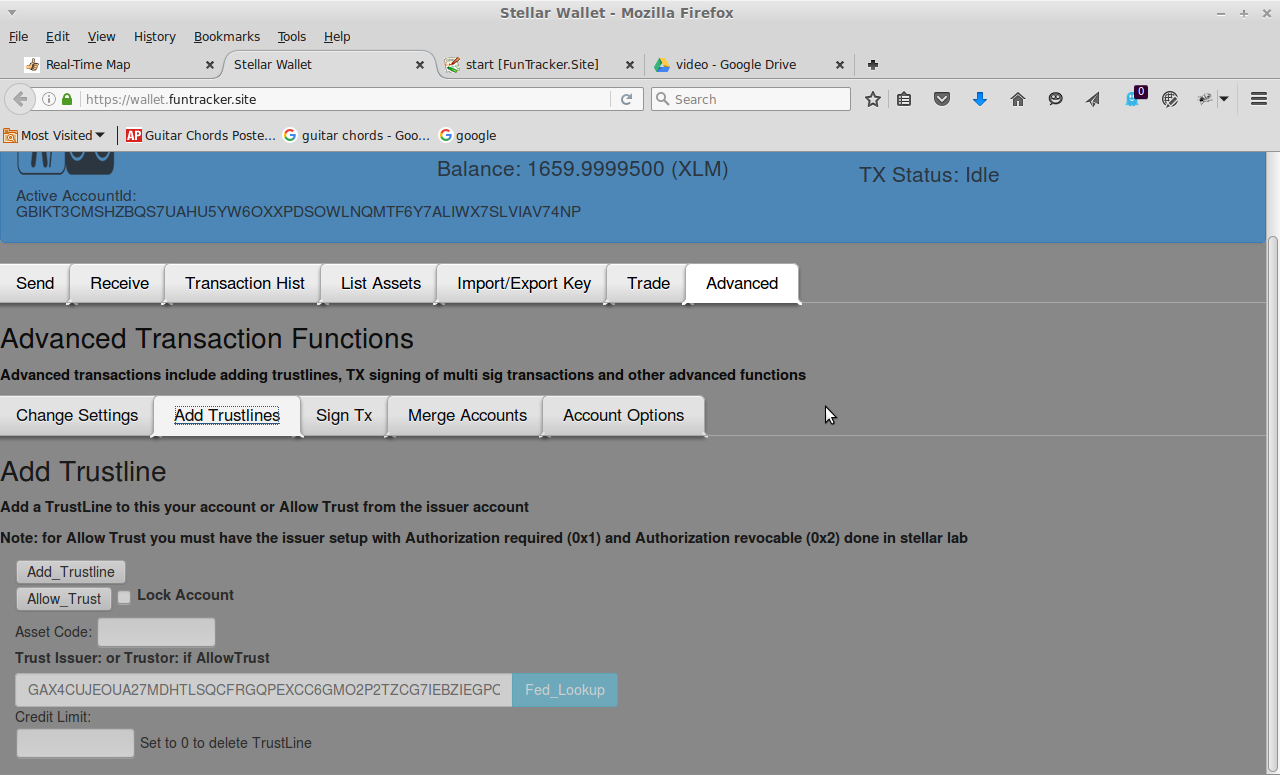 Stellar Wallet - Mozilla Firefox
File Edit View History Bookmarks Tools Help
Real-Time Map Stellar Wallet start [FunTracker.Site] video - Google Drive
https://wallet.funtracker.site Search 0
Most Visited AP Guitar Chords Poste... guitar chords - Goo... google
Balance: 1659.9999500 (XLM)
TX Status: Idle
Active AccountId:
GBIKT3CMSHZBQS7UAHU5YW6OXXPDSOWLNQMTF6Y7ALIWX7SLVIAV74NP
Send Receive Transaction Hist List Assets Import/Export Key Trade Advanced
Advanced Transaction Functions
Advanced transactions include adding trustlines, TX signing of multi sig transactions and other advanced functions
Change Settings Add Trustlines Sign Tx Merge Accounts Account Options
Add Trustline
Add a TrustLine to this your account or Allow Trust from the issuer account
Note: for Allow Trust you must have the issuer setup with Authorization required (0x1) and Authorization revocable (0x2) done in stellar lab
Add_Trustline
Allow_Trust Lock Account
Asset Code:
Trust Issuer: or Trustor: if AllowTrust
GAX4CUJEOUA27MDHTLSQCFRGQPEXCC6GMO2P2TZCG7IEBZIEGPC Fed_Lookup
Credit Limit:
Set to 0 to delete TrustLine